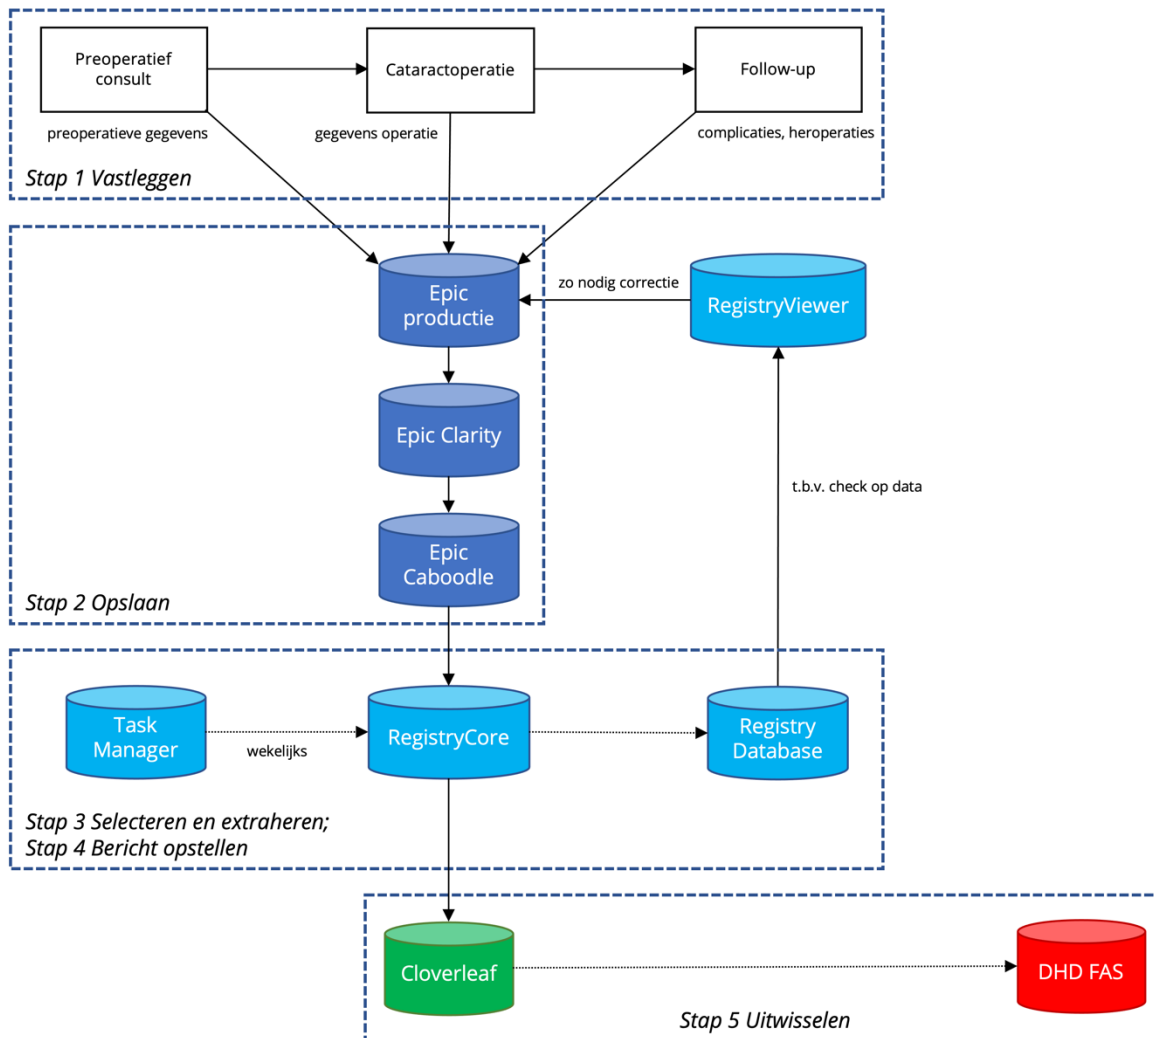 Preoperatief
consult
Cataractoperatie
Follow-up
preoperatieve gegevens
gegevens operatie
complicaties, heroperaties
Stap 1 Vastleggen
Epic
productie
zo nodig correctie
RegistryViewer
Epic Clarity
t.b.v. check op data
Epic
Caboodle
Stap 2 Opslaan
Task
Manager
wekelijks
RegistryCore
Registry
Database
Stap 3 Selecteren en extraheren;
Stap 4 Bericht opstellen
Cloverleaf
DHD FAS
Stap 5 Uitwisselen